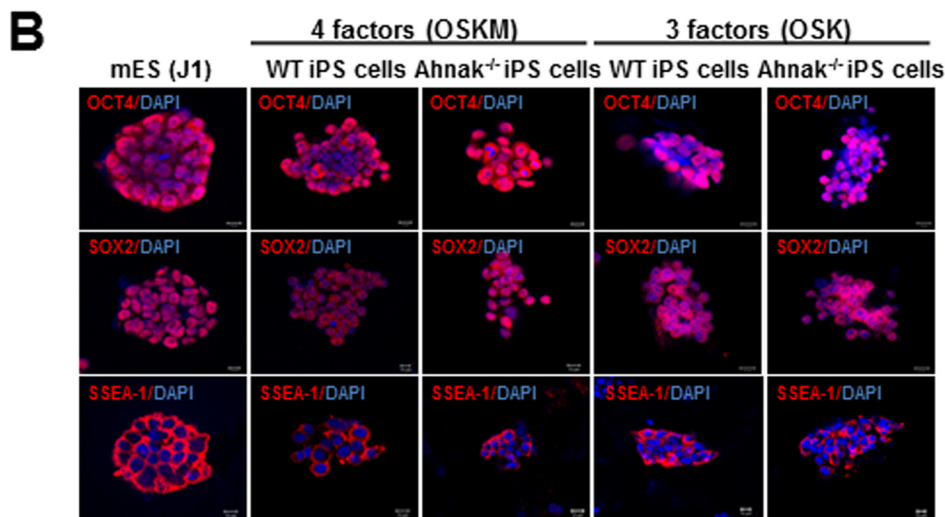 B
4 factors (OSKM) 3 factors (OSK)
mES (J1) WT iPS cells Ahnak-/- iPS cells WT iPS cells Ahnak-/- iPS cells
OCT4/DAPI OCT4/DAPI OCT4/DAPI OCT4/DAPI OCT4/DAPI
SOX2/DAPI SOX2/DAPI SOX2/DAPI SOX2/DAPI SOX2/DAPI
SSEA-1/DAPI SSEA-1/DAPI SSEA-1/DAPI SSEA-1/DAPI SSEA-1/DAPI